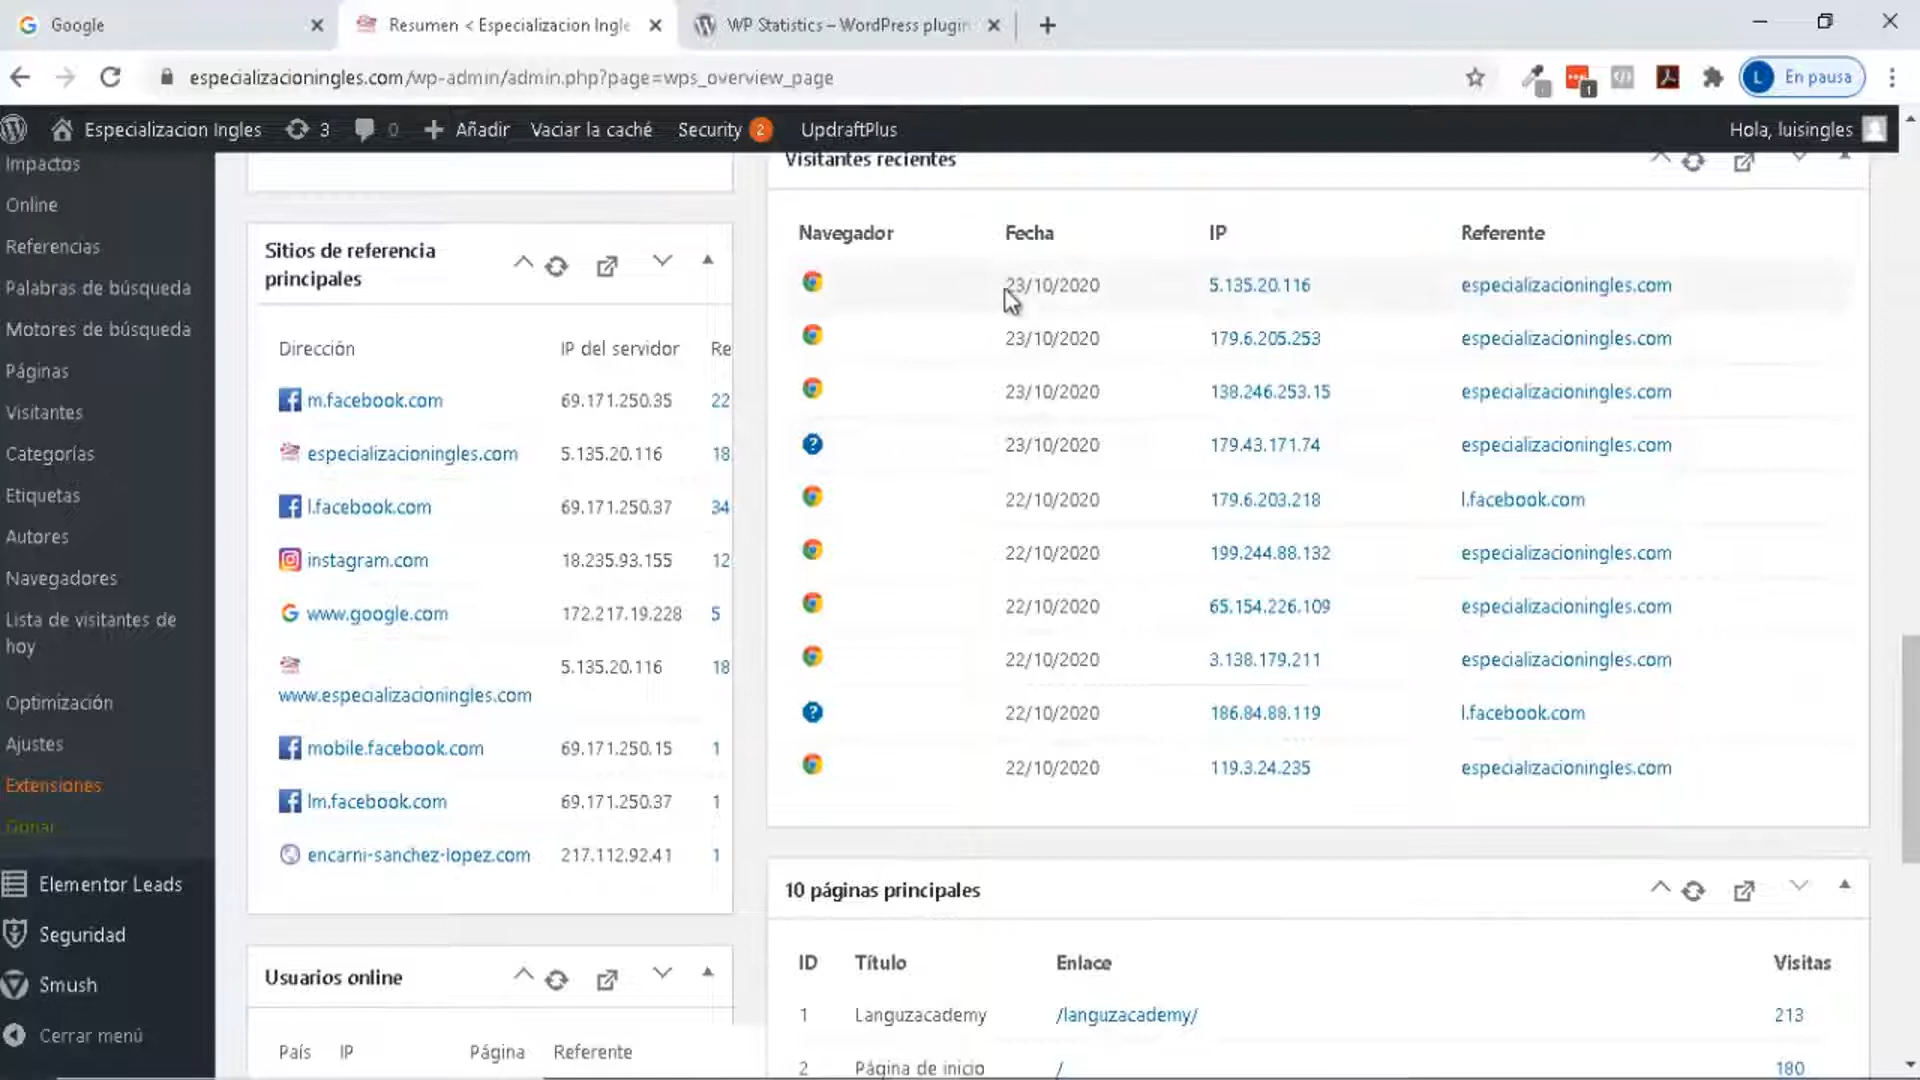 Google
Resumen < Especializacion Ingle
WP Statistics – WordPress plugin
especializacioningles.com/wp-admin/admin.php?page=wps_overview_page
1
L
En pausa
Especializacion Ingles
3
0
Añadir
Vaciar la caché
Security 2
UpdraftPlus
Hola, luisingles
Impactos
Online
Referencias
Palabras de búsqueda
Motores de búsqueda
Páginas
Visitantes
Categorías
Etiquetas
Autores
Navegadores
Lista de visitantes de
hoy
Optimización
Ajustes
Extensiones
Donar
Elementor Leads
Seguridad
Smush
Cerrar menú
Sitios de referencia
principales
Dirección IP del servidor Re
m.facebook.com 69.171.250.35 22
especializacioningles.com 5.135.20.116 18
l.facebook.com 69.171.250.37 34
instagram.com 18.235.93.155 12
www.google.com 172.217.19.228 5
5.135.20.116 18
www.especializacioningles.com
mobile.facebook.com 69.171.250.15 1
lm.facebook.com 69.171.250.37 1
encarni-sanchez-lopez.com 217.112.92.41 1
Usuarios online
País IP Página Referente
Visitantes recientes
Navegador Fecha IP Referente
23/10/2020 5.135.20.116 especializacioningles.com
23/10/2020 179.6.205.253 especializacioningles.com
23/10/2020 138.246.253.15 especializacioningles.com
23/10/2020 179.43.171.74 especializacioningles.com
22/10/2020 179.6.203.218 l.facebook.com
22/10/2020 199.244.88.132 especializacioningles.com
22/10/2020 65.154.226.109 especializacioningles.com
22/10/2020 3.138.179.211 especializacioningles.com
22/10/2020 186.84.88.119 l.facebook.com
22/10/2020 119.3.24.235 especializacioningles.com
10 páginas principales
ID Título Enlace Visitas
1 Languzacademy /languzacademy/ 213
2 Página de inicio / 180